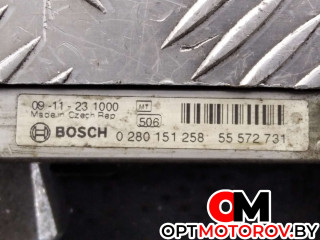 09-11-23 1000 MT
Made in Czech Rep 506
BOSCH 0 280 151 258 55 572 731
ОМ
OPTMOTOROV.BY